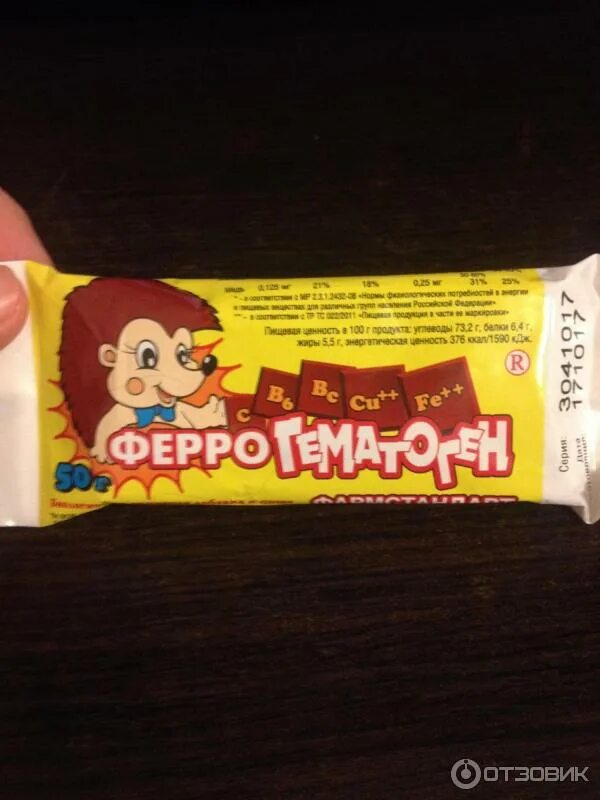 медь 0,125 мг 21% 18% 0,25 мг 31% 25%
* - в соответствии с МР 2.3.1.2432-08 «Нормы физиологических потребностей в энергии
и пищевых веществах для различных групп населения Российской Федерации»
** - в соответствии с ТР ТС 022/2011 «Пищевая продукция в части ее маркировки»
Пищевая ценность в 100 г продукта: углеводы 73,2 г, белки 6,4 г,
жиры 5,5 г, энергетическая ценность 376 ккал/1590 кДж.
®
C B6 Bc Cu++ Fe++
ФЕРРОГЕМАТОГЕН
50 г
ФАРМСТАНДАРТ
Серия: 3041017
Дата 171017
ОТЗОВИК